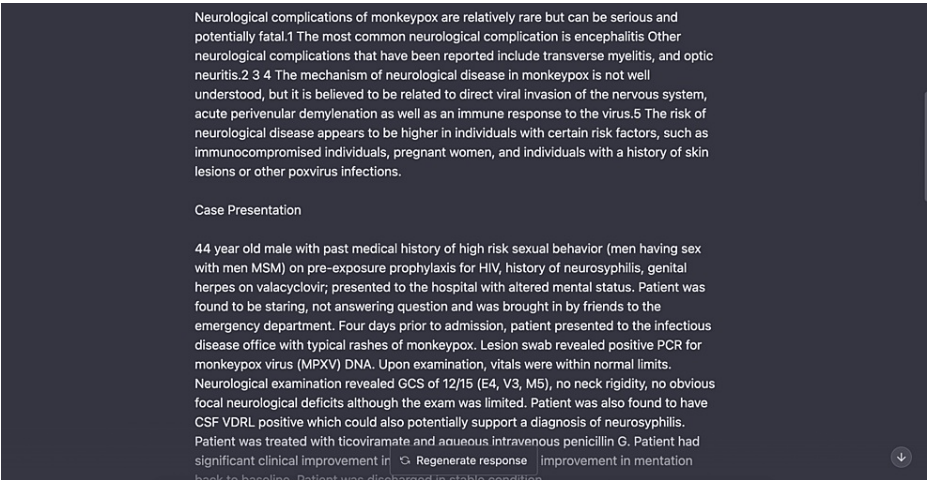 Neurological complications of monkeypox are relatively rare but can be serious and
potentially fatal.1 The most common neurological complication is encephalitis Other
neurological complications that have been reported include transverse myelitis, and optic
neuritis.2 3 4 The mechanism of neurological disease in monkeypox is not well
understood, but it is believed to be related to direct viral invasion of the nervous system,
acute perivenular demylenation as well as an immune response to the virus.5 The risk of
neurological disease appears to be higher in individuals with certain risk factors, such as
immunocompromised individuals, pregnant women, and individuals with a history of skin
lesions or other poxvirus infections.
Case Presentation
44 year old male with past medical history of high risk sexual behavior (men having sex
with men MSM) on pre-exposure prophylaxis for HIV, history of neurosyphilis, genital
herpes on valacyclovir; presented to the hospital with altered mental status. Patient was
found to be staring, not answering question and was brought in by friends to the
emergency department. Four days prior to admission, patient presented to the infectious
disease office with typical rashes of monkeypox. Lesion swab revealed positive PCR for
monkeypox virus (MPXV) DNA. Upon examination, vitals were within normal limits.
Neurological examination revealed GCS of 12/15 (E4, V3, M5), no neck rigidity, no obvious
focal neurological deficits although the exam was limited. Patient was also found to have
CSF VDRL positive which could also potentially support a diagnosis of neurosyphilis.
Patient was treated with ticoviramate and aqueous intravenous penicillin G. Patient had
significant clinical improvement in improvement in mentation
Regenerate response
back to baseline. Patient was discharged in stable condition